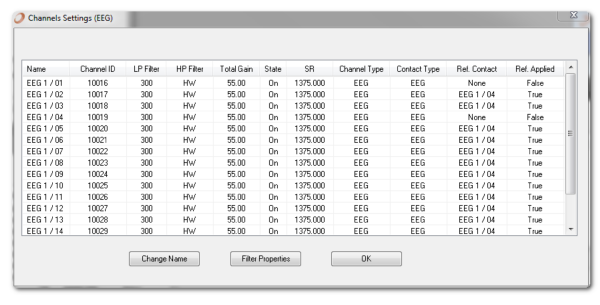 Channels Settings (EEG)
Name Channel ID LP Filter HP Filter Total Gain State SR Channel Type Contact Type Ref. Contact Ref. Applied
EEG 1 / 01 10016 300 HW 55.00 On 1375.000 EEG EEG None False
EEG 1 / 02 10017 300 HW 55.00 On 1375.000 EEG EEG EEG 1 / 04 True
EEG 1 / 03 10018 300 HW 55.00 On 1375.000 EEG EEG EEG 1 / 04 True
EEG 1 / 04 10019 300 HW 55.00 On 1375.000 EEG EEG None False
EEG 1 / 05 10020 300 HW 55.00 On 1375.000 EEG EEG EEG 1 / 04 True
EEG 1 / 06 10021 300 HW 55.00 On 1375.000 EEG EEG EEG 1 / 04 True
EEG 1 / 07 10022 300 HW 55.00 On 1375.000 EEG EEG EEG 1 / 04 True
EEG 1 / 08 10023 300 HW 55.00 On 1375.000 EEG EEG EEG 1 / 04 True
EEG 1 / 09 10024 300 HW 55.00 On 1375.000 EEG EEG EEG 1 / 04 True
EEG 1 / 10 10025 300 HW 55.00 On 1375.000 EEG EEG EEG 1 / 04 True
EEG 1 / 11 10026 300 HW 55.00 On 1375.000 EEG EEG EEG 1 / 04 True
EEG 1 / 12 10027 300 HW 55.00 On 1375.000 EEG EEG EEG 1 / 04 True
EEG 1 / 13 10028 300 HW 55.00 On 1375.000 EEG EEG EEG 1 / 04 True
EEG 1 / 14 10029 300 HW 55.00 On 1375.000 EEG EEG EEG 1 / 04 True
Change Name Filter Properties OK